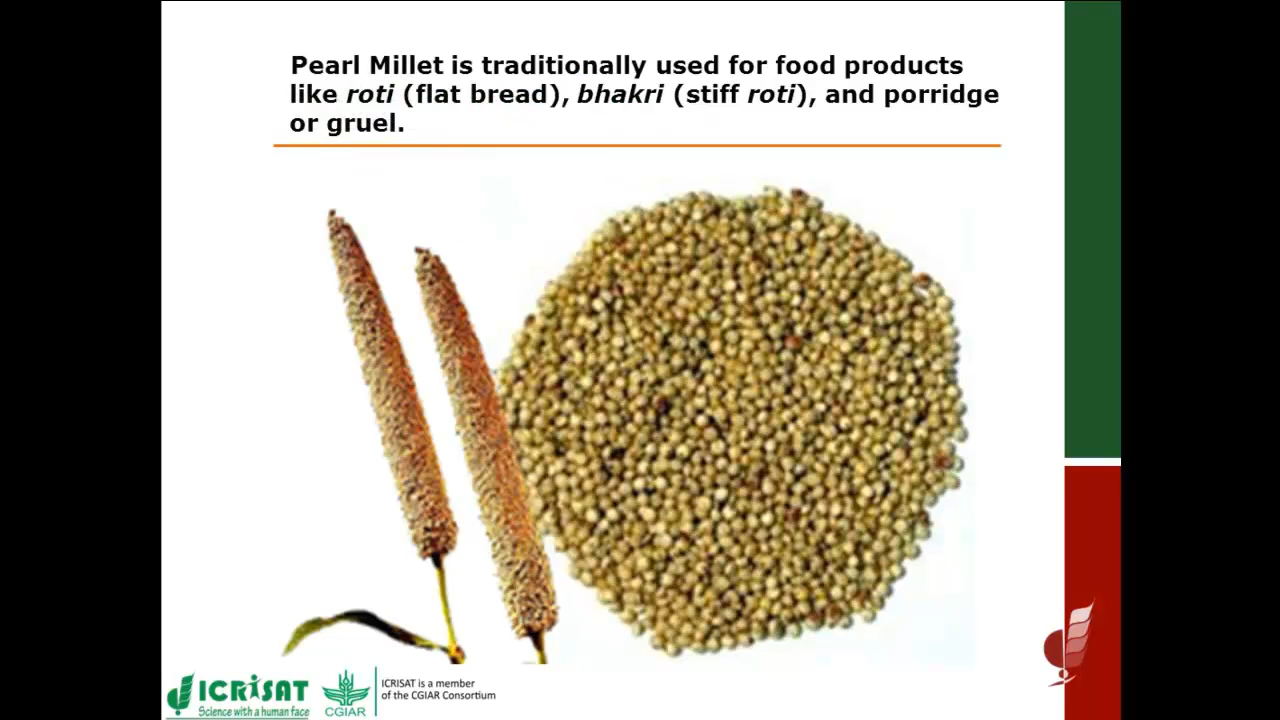 Pearl Millet is traditionally used for food products
like roti (flat bread), bhakri (stiff roti), and porridge
or gruel.
ICRISAT
Science with a human face
CGIAR
ICRISAT is a member
of the CGIAR Consortium